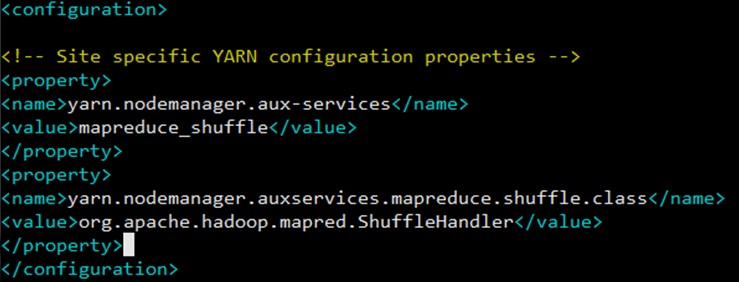 <configuration>
<!-- Site specific YARN configuration properties -->
<property>
<name>yarn.nodemanager.aux-services</name>
<value>mapreduce_shuffle</value>
</property>
<property>
<name>yarn.nodemanager.auxservices.mapreduce.shuffle.class</name>
<value>org.apache.hadoop.mapred.ShuffleHandler</value>
</property>
</configuration>